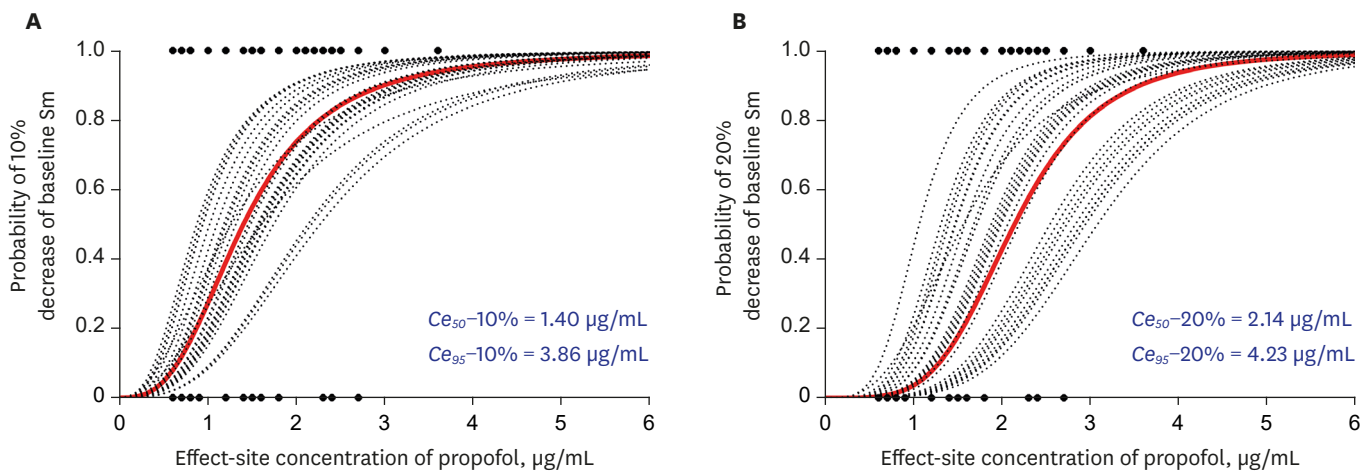 A
Probability of 10%
decrease of baseline Sm
1.0
0.8
0.6
0.4
0.2
0
Ce50–10% = 1.40 µg/mL
Ce95–10% = 3.86 µg/mL
0 1 2 3 4 5 6
Effect-site concentration of propofol, µg/mL
B
Probability of 20%
decrease of baseline Sm
1.0
0.8
0.6
0.4
0.2
0
Ce50–20% = 2.14 µg/mL
Ce95–20% = 4.23 µg/mL
0 1 2 3 4 5 6
Effect-site concentration of propofol, µg/mL